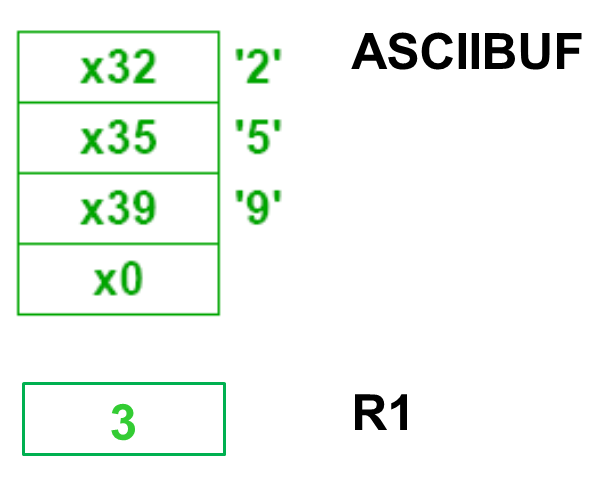 x32 '2' ASCIIBUF
x35 '5'
x39 '9'
x0
3 R1